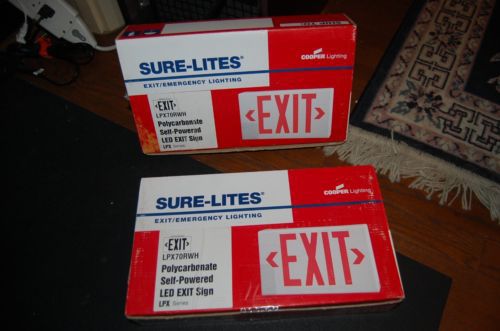 SURE-LITES®
EXIT/EMERGENCY LIGHTING
COOPER Lighting
EXIT
LPX70RWH
Polycarbonate
Self-Powered
LED EXIT Sign
LPX Series
EXIT
SURE-LITES®
EXIT/EMERGENCY LIGHTING
COOPER Lighting
EXIT
LPX70RWH
Polycarbonate
Self-Powered
LED EXIT Sign
LPX Series
EXIT